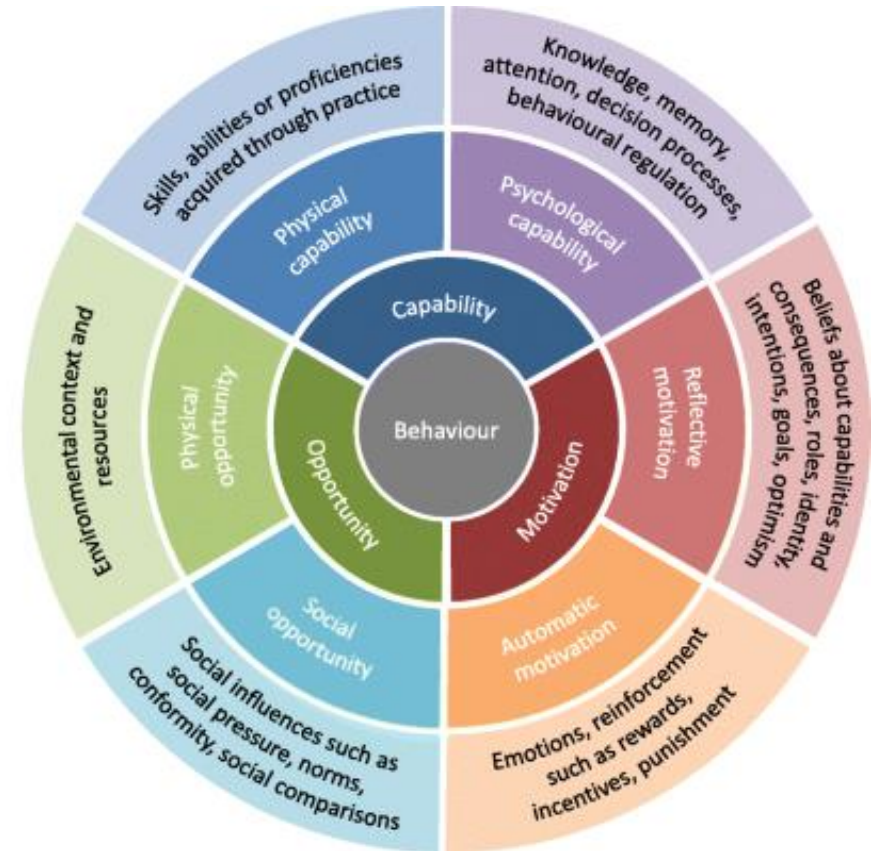 Skills, abilities or proficiencies
acquired through practice
Knowledge, memory,
attention, decision processes,
behavioural regulation
Physical
capability
Psychological
capability
Capability
Environmental context and
resources
Physical
opportunity
Opportunity
Behaviour
Motivation
Reflective
motivation
Beliefs about capabilities and
consequences, roles, identity,
intentions, goals, optimism
Social
opportunity
Automatic
motivation
Social influences such as
social pressure, norms,
conformity, social comparisons
Emotions, reinforcement
such as rewards,
incentives, punishment